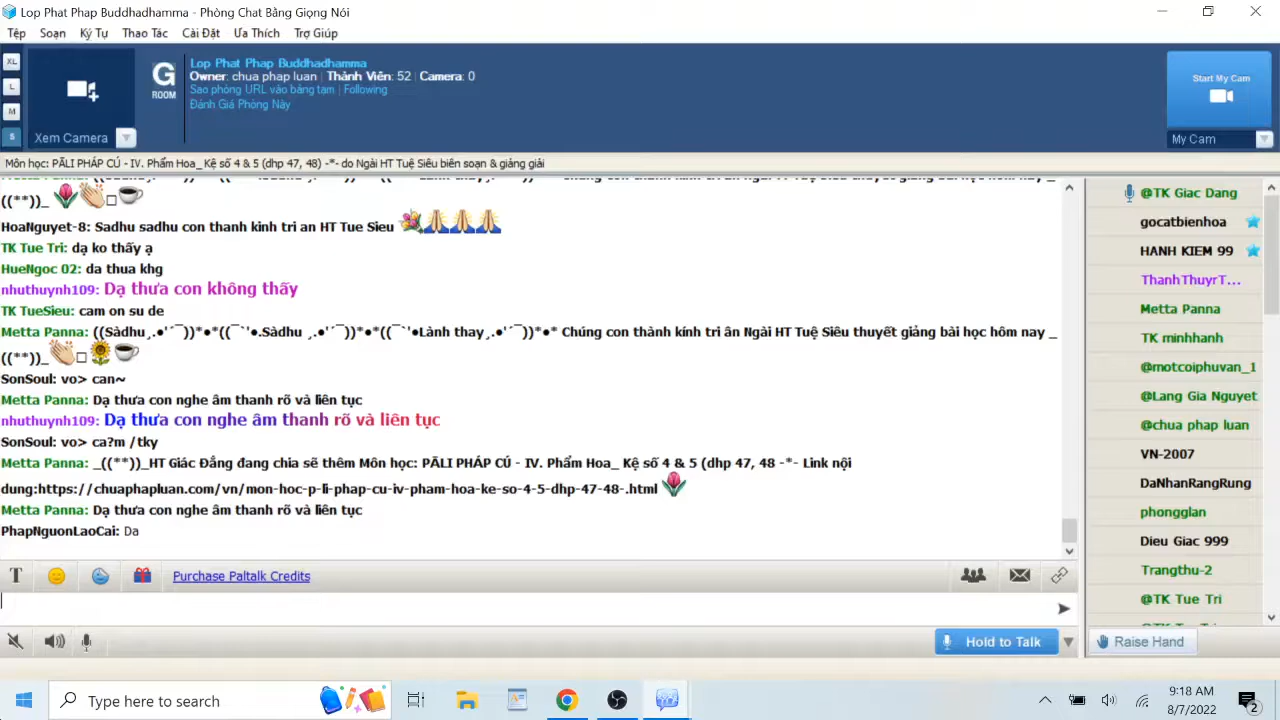 Lop Phat Phap Buddhadhamma - Phòng Chat Bằng Giọng Nói
Tệp Soạn Ký Tự Thao Tác Cài Đặt Ưa Thích Trợ Giúp
XL
L
M
S
Xem Camera
G
ROOM
Lop Phat Phap Buddhadhamma
Owner: chua phap luan | Thành Viên: 52 | Camera: 0
Sao phòng URL vào bảng tạm | Following
Đánh Giá Phòng Này
Start My Cam
My Cam
Môn học: PĀLI PHÁP CÚ - IV. Phẩm Hoa_ Kệ số 4 & 5 (dhp 47, 48) -*- do Ngài HT Tuệ Siêu biên soạn & giảng giải
((**))_
HoaNguyet-8: Sadhu sadhu con thanh kinh tri an HT Tue Sieu
TK Tue Tri: dạ ko thấy ạ
HueNgoc 02: da thua khg
nhuthuynh109: Dạ thưa con không thấy
TK TueSieu: cam on su de
Metta Panna: ((Sàdhu¸.●'´¯))*●*((¯`'●.Sàdhu ¸.●'´¯))*●*((¯`'●Lành thay¸.●'´¯))*●* Chúng con thành kính tri ân Ngài HT Tuệ Siêu thuyết giảng bài học hôm nay _
((**))_
SonSoul: vo> can~
Metta Panna: Dạ thưa con nghe âm thanh rõ và liên tục
nhuthuynh109: Dạ thưa con nghe âm thanh rõ và liên tục
SonSoul: vo> ca?m /tky
Metta Panna: _((**))_HT Giác Đẳng đang chia sẽ thêm Môn học: PĀLI PHÁP CÚ - IV. Phẩm Hoa_ Kệ số 4 & 5 (dhp 47, 48 -*- Link nội
dung:https://chuaphapluan.com/vn/mon-hoc-p-li-phap-cu-iv-pham-hoa-ke-so-4-5-dhp-47-48-.html
Metta Panna: Dạ thưa con nghe âm thanh rõ và liên tục
PhapNguonLaoCai: Da
@TK Giac Dang
gocatbienhoa
HANH KIEM 99
ThanhThuyrT...
Metta Panna
TK minhhanh
@motcoiphuvan_1
@Lang Gia Nguyet
@chua phap luan
VN-2007
DaNhanRangRung
phongglan
Dieu Giac 999
Trangthu-2
@TK Tue Tri
T Purchase Paltalk Credits
Hold to Talk
Raise Hand
Type here to search
9:18 AM
8/7/2022
2